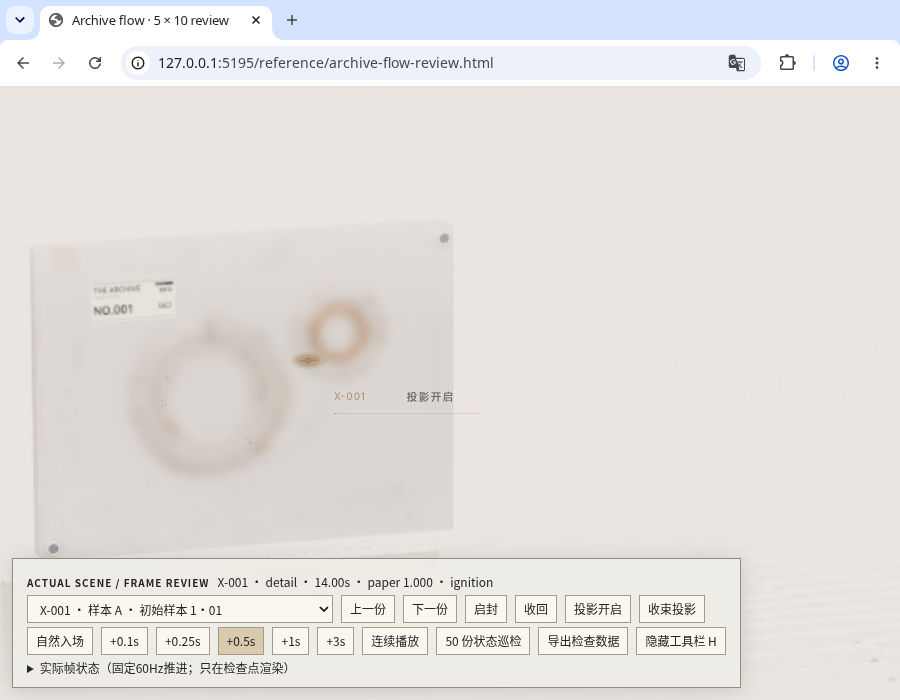 Archive flow · 5 × 10 review
127.0.0.1:5195/reference/archive-flow-review.html
THE ARCHIVE
NO.001
X-001 投影开启
ACTUAL SCENE / FRAME REVIEW X-001 · detail · 14.00s · paper 1.000 · ignition
X-001 · 样本 A · 初始样本 1·01 上一份 下一份 启封 收回 投影开启 收束投影
自然入场 +0.1s +0.25s +0.5s +1s +3s 连续播放 50 份状态巡检 导出检查数据 隐藏工具栏 H
▶ 实际帧状态（固定60Hz推进；只在检查点渲染）